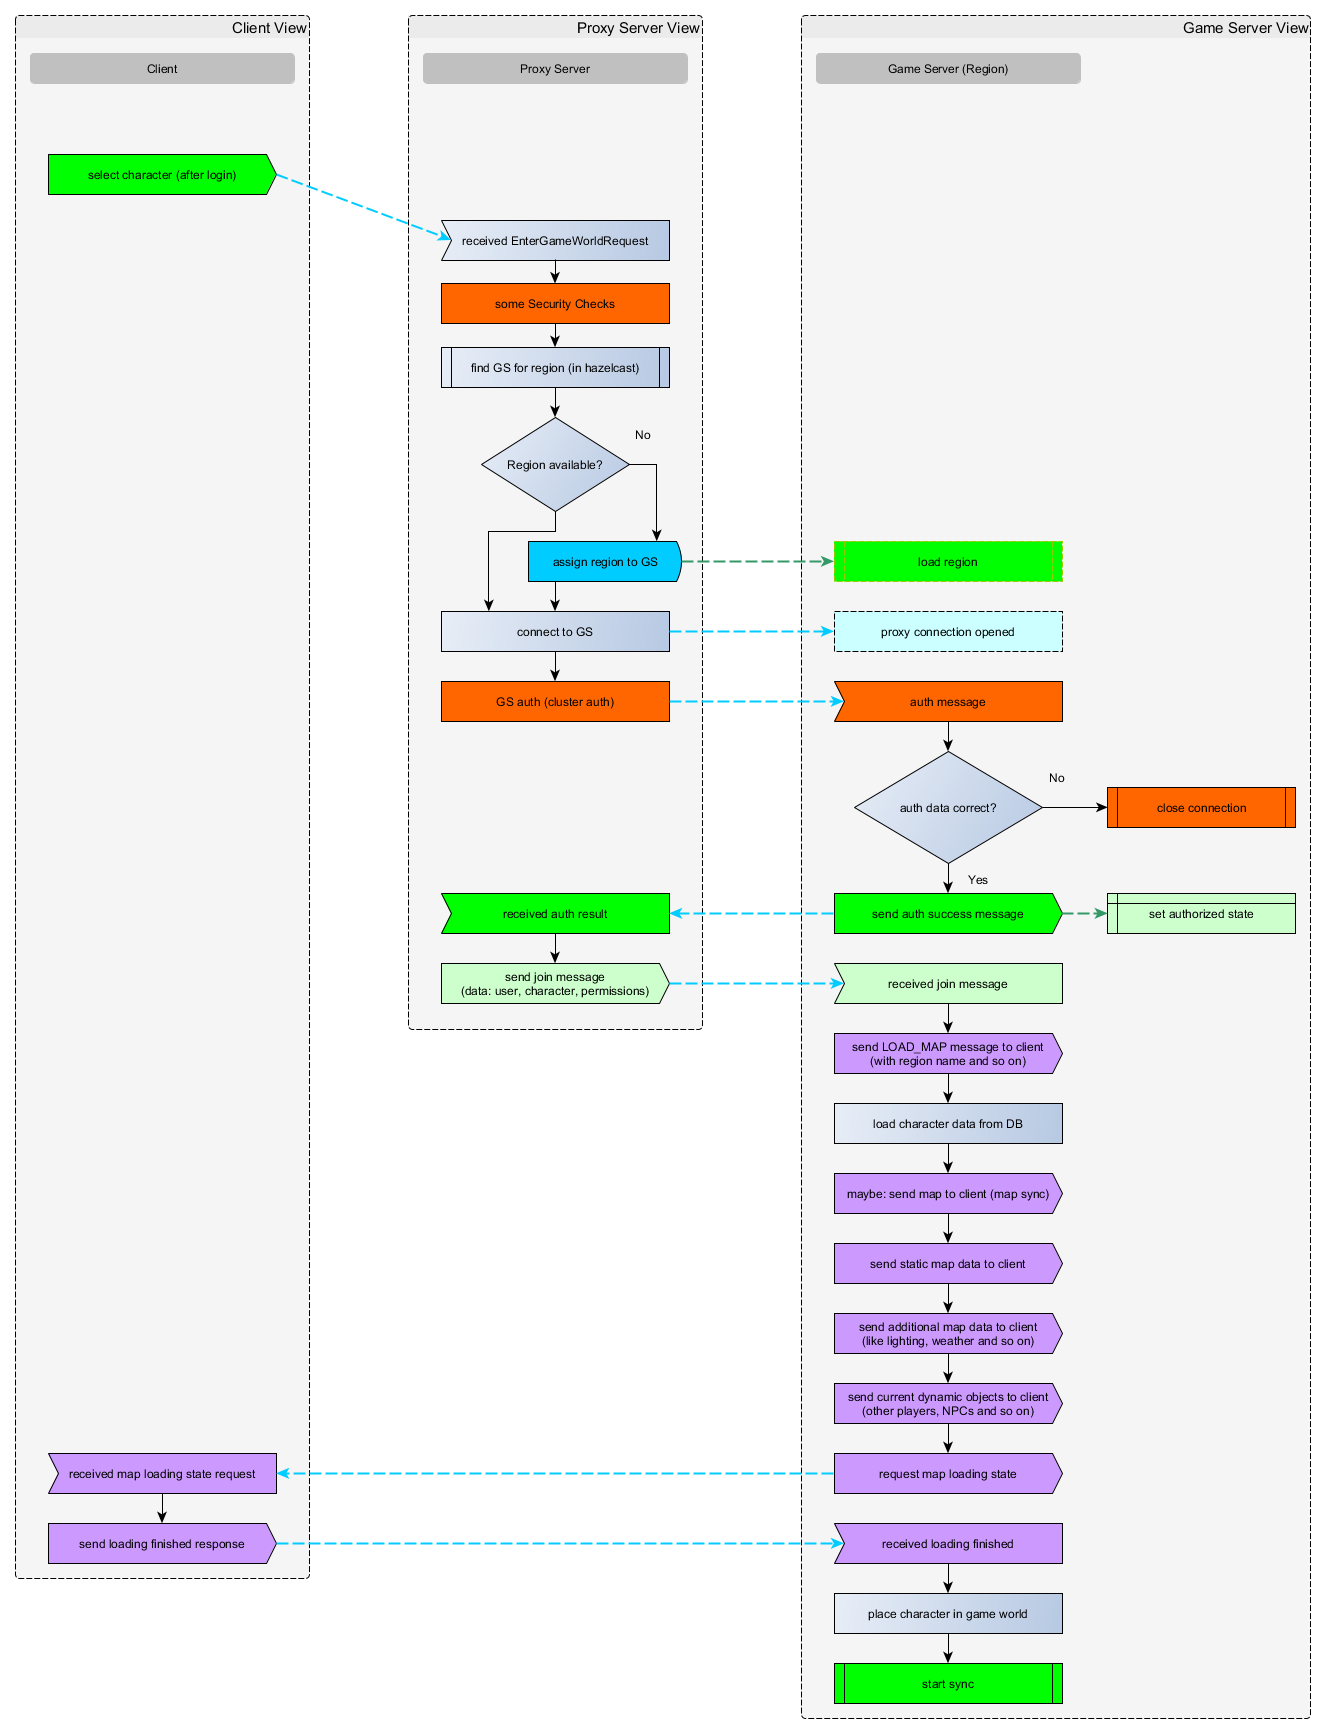 Client View
Proxy Server View
Game Server View
Client
Proxy Server
Game Server (Region)
select character (after login)
received EnterGameWorldRequest
some Security Checks
find GS for region (in hazelcast)
No
Region available?
assign region to GS
load region
connect to GS
proxy connection opened
GS auth (cluster auth)
auth message
No
auth data correct?
close connection
Yes
received auth result
send auth success message
set authorized state
send join message
(data: user, character, permissions)
received join message
send LOAD_MAP message to client
(with region name and so on)
load character data from DB
maybe: send map to client (map sync)
send static map data to client
send additional map data to client
(like lighting, weather and so on)
send current dynamic objects to client
(other players, NPCs and so on)
received map loading state request
request map loading state
send loading finished response
received loading finished
place character in game world
start sync